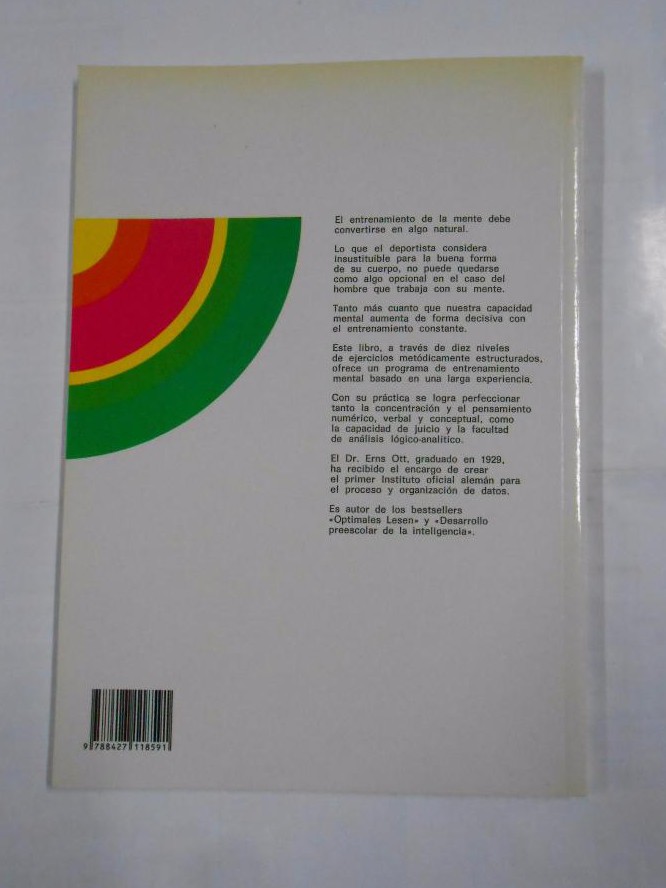 El entrenamiento de la mente debe
convertirse en algo natural.
Lo que el deportista considera
insustituible para la buena forma
de su cuerpo, no puede quedarse
como algo opcional en el caso del
hombre que trabaja con su mente.
Tanto más cuanto que nuestra capacidad
mental aumenta de forma decisiva con
el entrenamiento constante.
Este libro, a través de diez niveles
de ejercicios metódicamente estructurados,
ofrece un programa de entrenamiento
mental basado en una larga experiencia.
Con su práctica se logra perfeccionar
tanto la concentración y el pensamiento
numérico, verbal y conceptual, como
la capacidad de juicio y la facultad
de análisis lógico-analítico.
El Dr. Erns Ott, graduado en 1929,
ha recibido el encargo de crear
el primer Instituto oficial alemán para
el proceso y organización de datos.
Es autor de los bestsellers
«Optimales Lesen» y «Desarrollo
preescolar de la inteligencia».
9 788427 118591